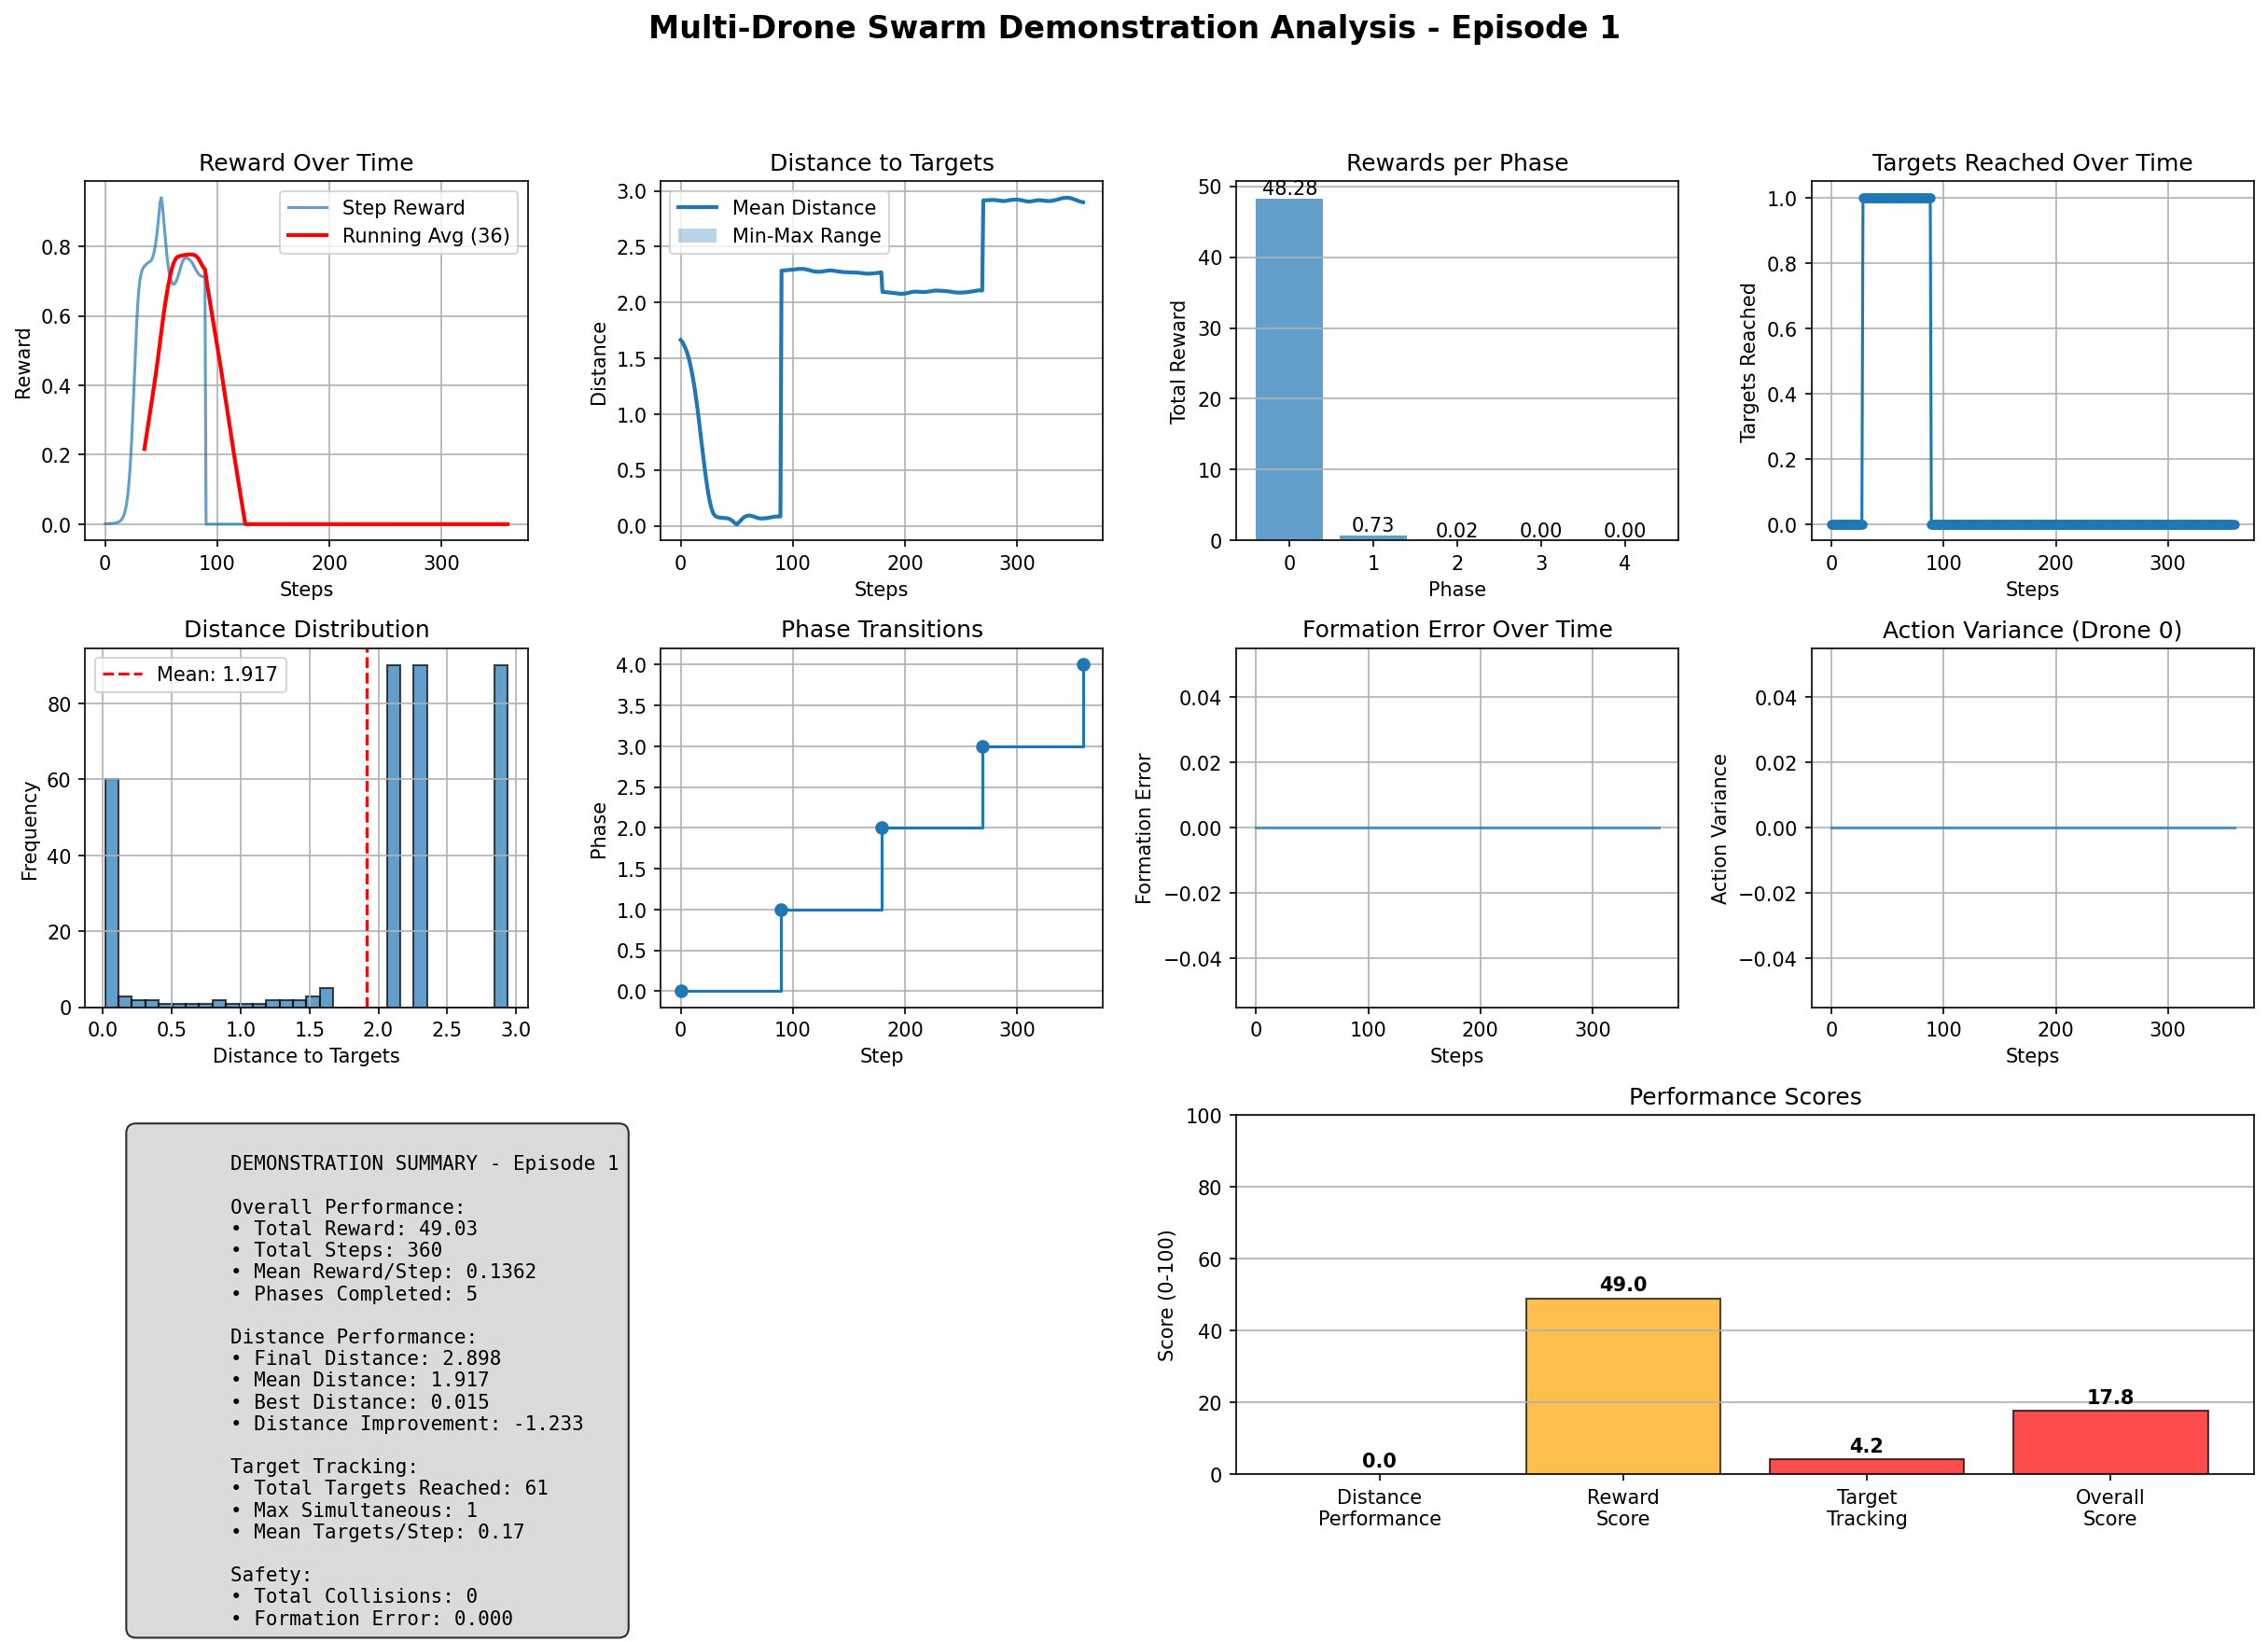 Multi-Drone Swarm Demonstration Analysis - Episode 1
Reward Over Time
Step Reward
Running Avg (36)
Reward
0.8
0.6
0.4
0.2
0.0
0
100
200
300
Steps
Distance to Targets
Mean Distance
Min-Max Range
Distance
3.0
2.5
2.0
1.5
1.0
0.5
0.0
0
100
200
300
Steps
Rewards per Phase
Total Reward
50
40
30
20
10
0
48.28
0.73
0.02
0.00
0.00
0
1
2
3
4
Phase
Targets Reached Over Time
Targets Reached
1.0
0.8
0.6
0.4
0.2
0.0
0
100
200
300
Steps
Distance Distribution
Mean: 1.917
Frequency
80
60
40
20
0
0.0
0.5
1.0
1.5
2.0
2.5
3.0
Distance to Targets
Phase Transitions
Phase
4.0
3.5
3.0
2.5
2.0
1.5
1.0
0.5
0.0
0
100
200
300
Step
Formation Error Over Time
Formation Error
0.04
0.02
0.00
−0.02
−0.04
0
100
200
300
Steps
Action Variance (Drone 0)
Action Variance
0.04
0.02
0.00
−0.02
−0.04
0
100
200
300
Steps
DEMONSTRATION SUMMARY - Episode 1
Overall Performance:
• Total Reward: 49.03
• Total Steps: 360
• Mean Reward/Step: 0.1362
• Phases Completed: 5
Distance Performance:
• Final Distance: 2.898
• Mean Distance: 1.917
• Best Distance: 0.015
• Distance Improvement: -1.233
Target Tracking:
• Total Targets Reached: 61
• Max Simultaneous: 1
• Mean Targets/Step: 0.17
Safety:
• Total Collisions: 0
• Formation Error: 0.000
Performance Scores
Score (0-100)
100
80
60
40
20
0
0.0
49.0
4.2
17.8
Distance
Performance
Reward
Score
Target
Tracking
Overall
Score